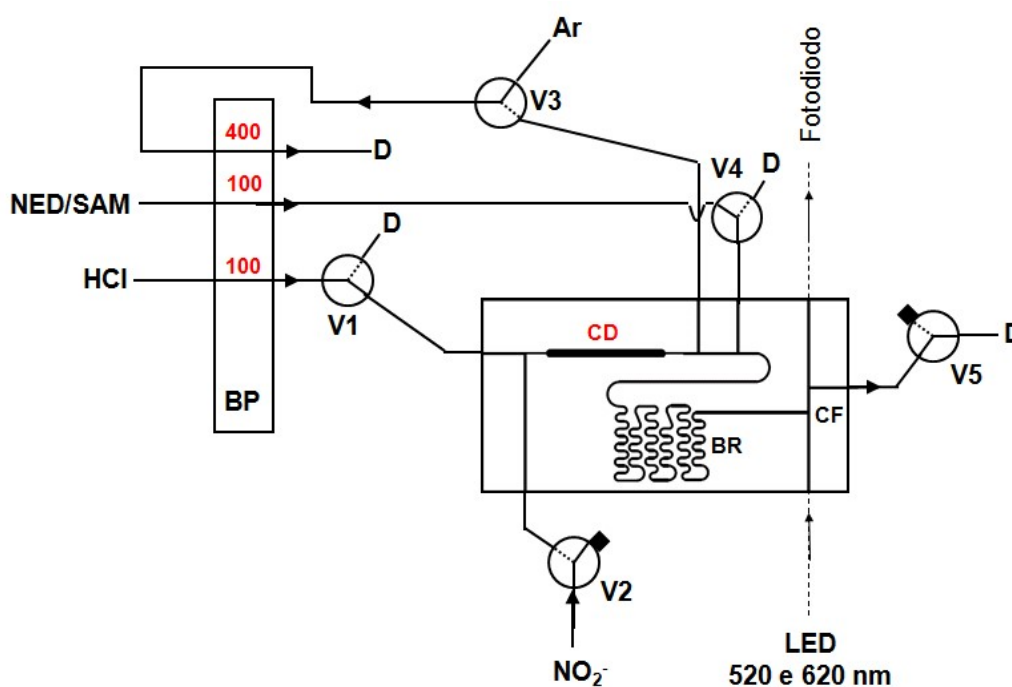 Ar
V3
Fotodiodo
400
D
V4
D
100
NED/SAM
D
100
HCl
V1
CD
D
V5
BP
BR
CF
V2
NO₂⁻
LED
520 e 620 nm